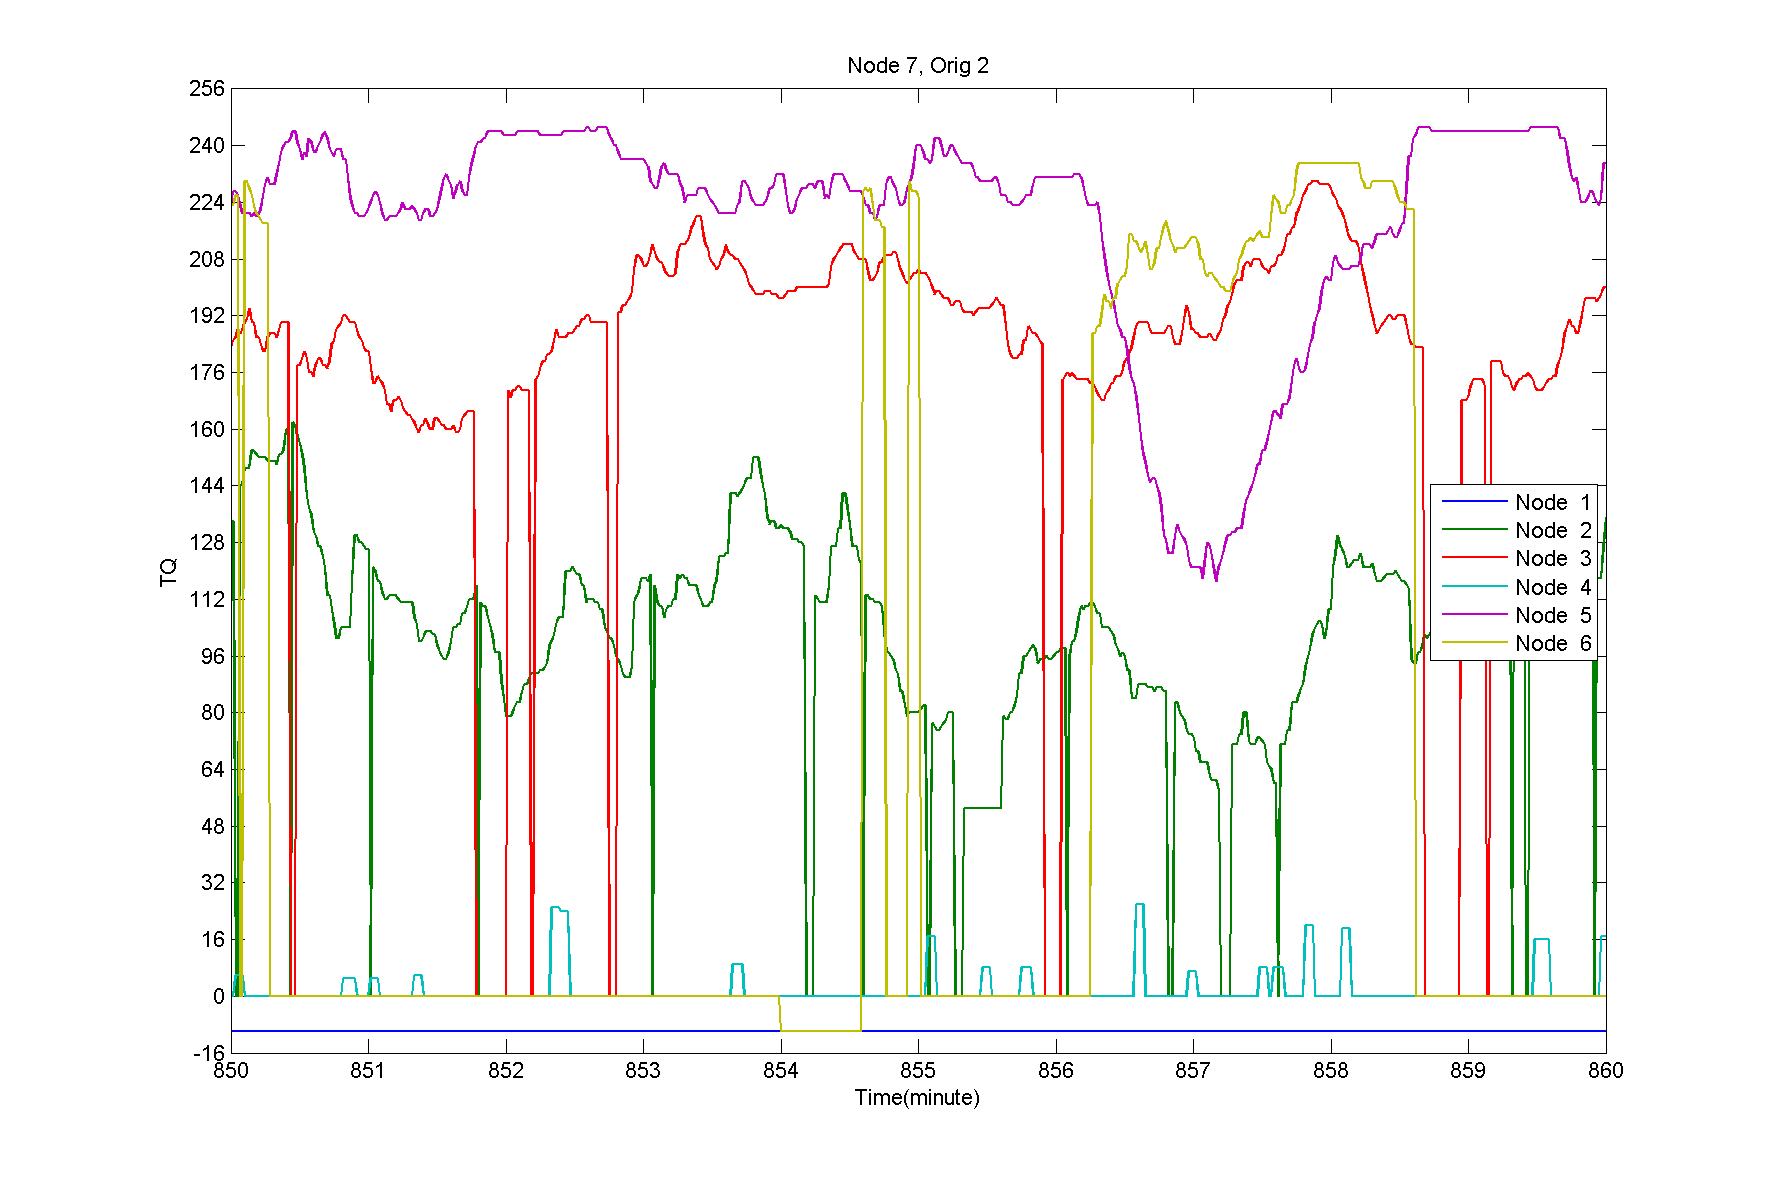 Node 7, Orig 2
256
240
224
208
192
176
160
144
128
112
96
80
64
48
32
16
0
-16
TQ
Node 1
Node 2
Node 3
Node 4
Node 5
Node 6
850 851 852 853 854 855 856 857 858 859 860
Time(minute)